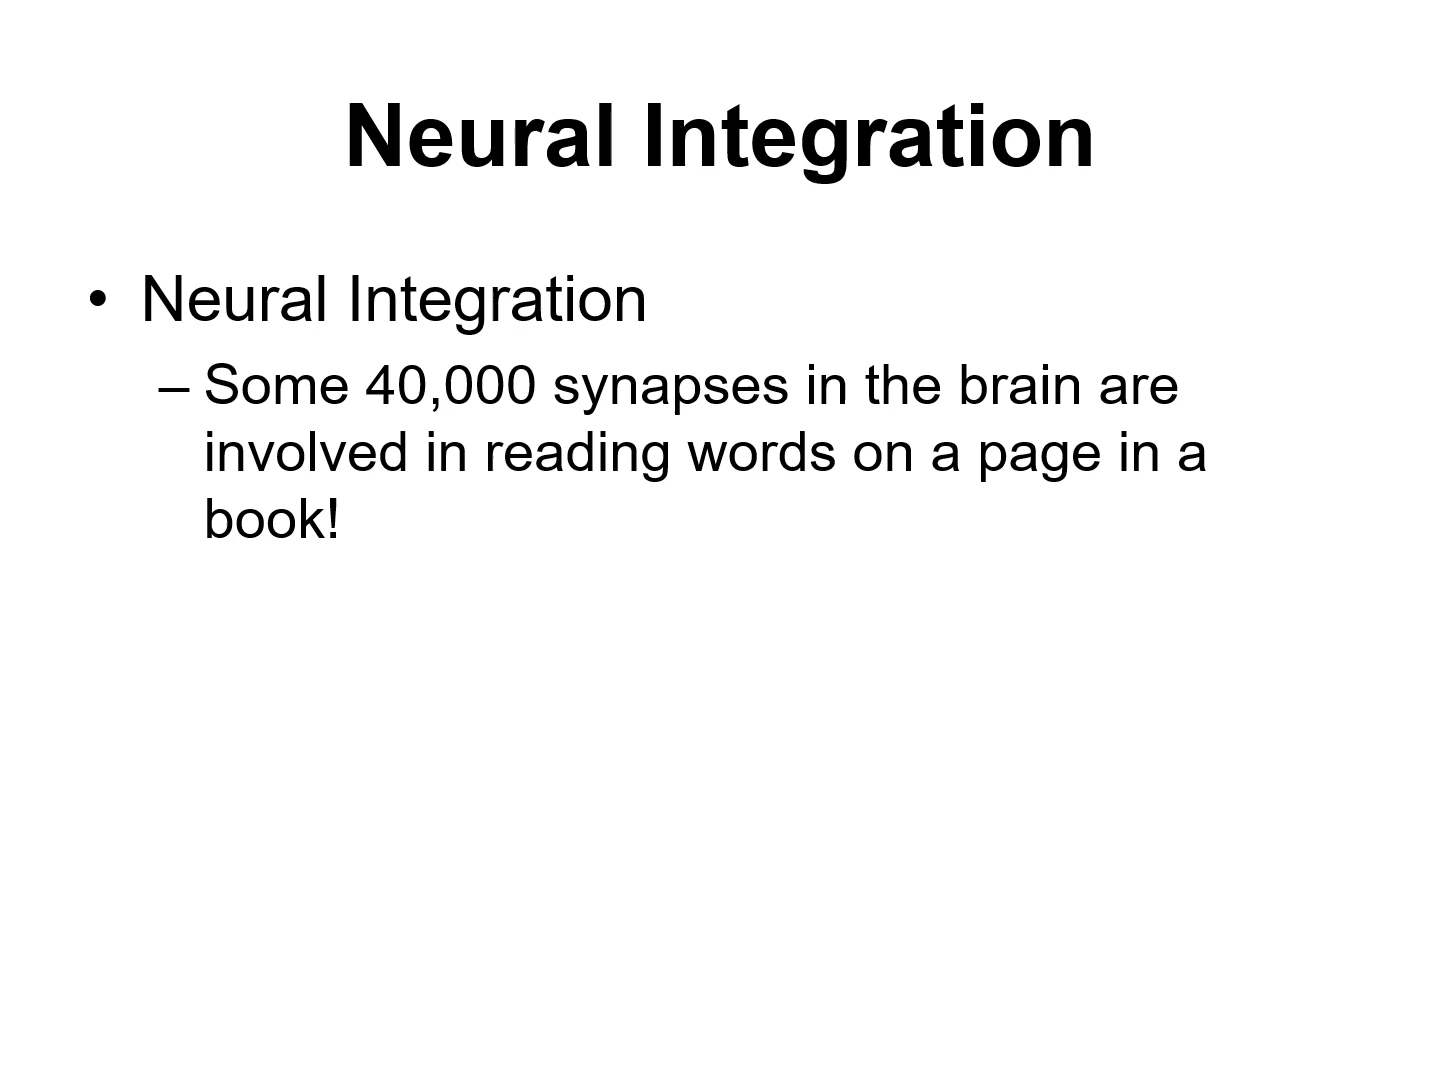 Neural Integration
• Neural Integration
– Some 40,000 synapses in the brain are
involved in reading words on a page in a
book!